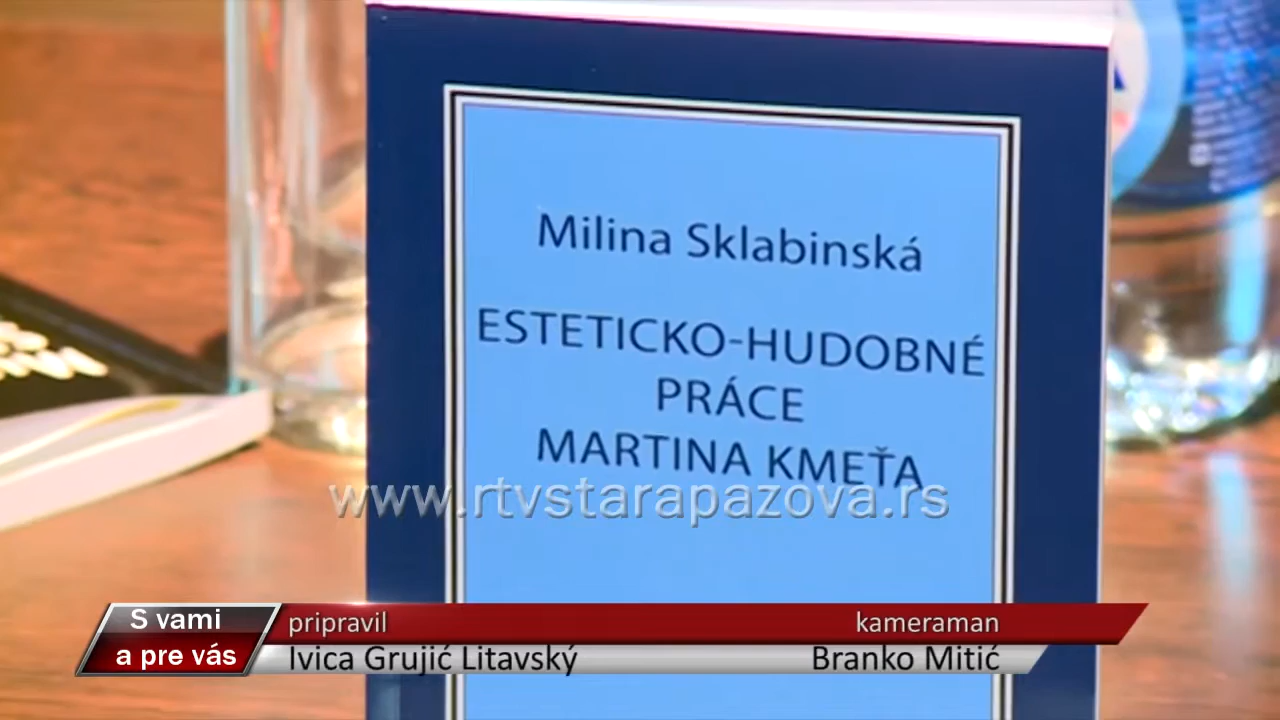 Milina Sklabinská
ESTETICKO-HUDOBNÉ
PRÁCE
MARTINA KMEŤA
www.rtvstarapazova.rs
S vami
a pre vás
pripravil
kameraman
Ivica Grujić Litavský
Branko Mitić